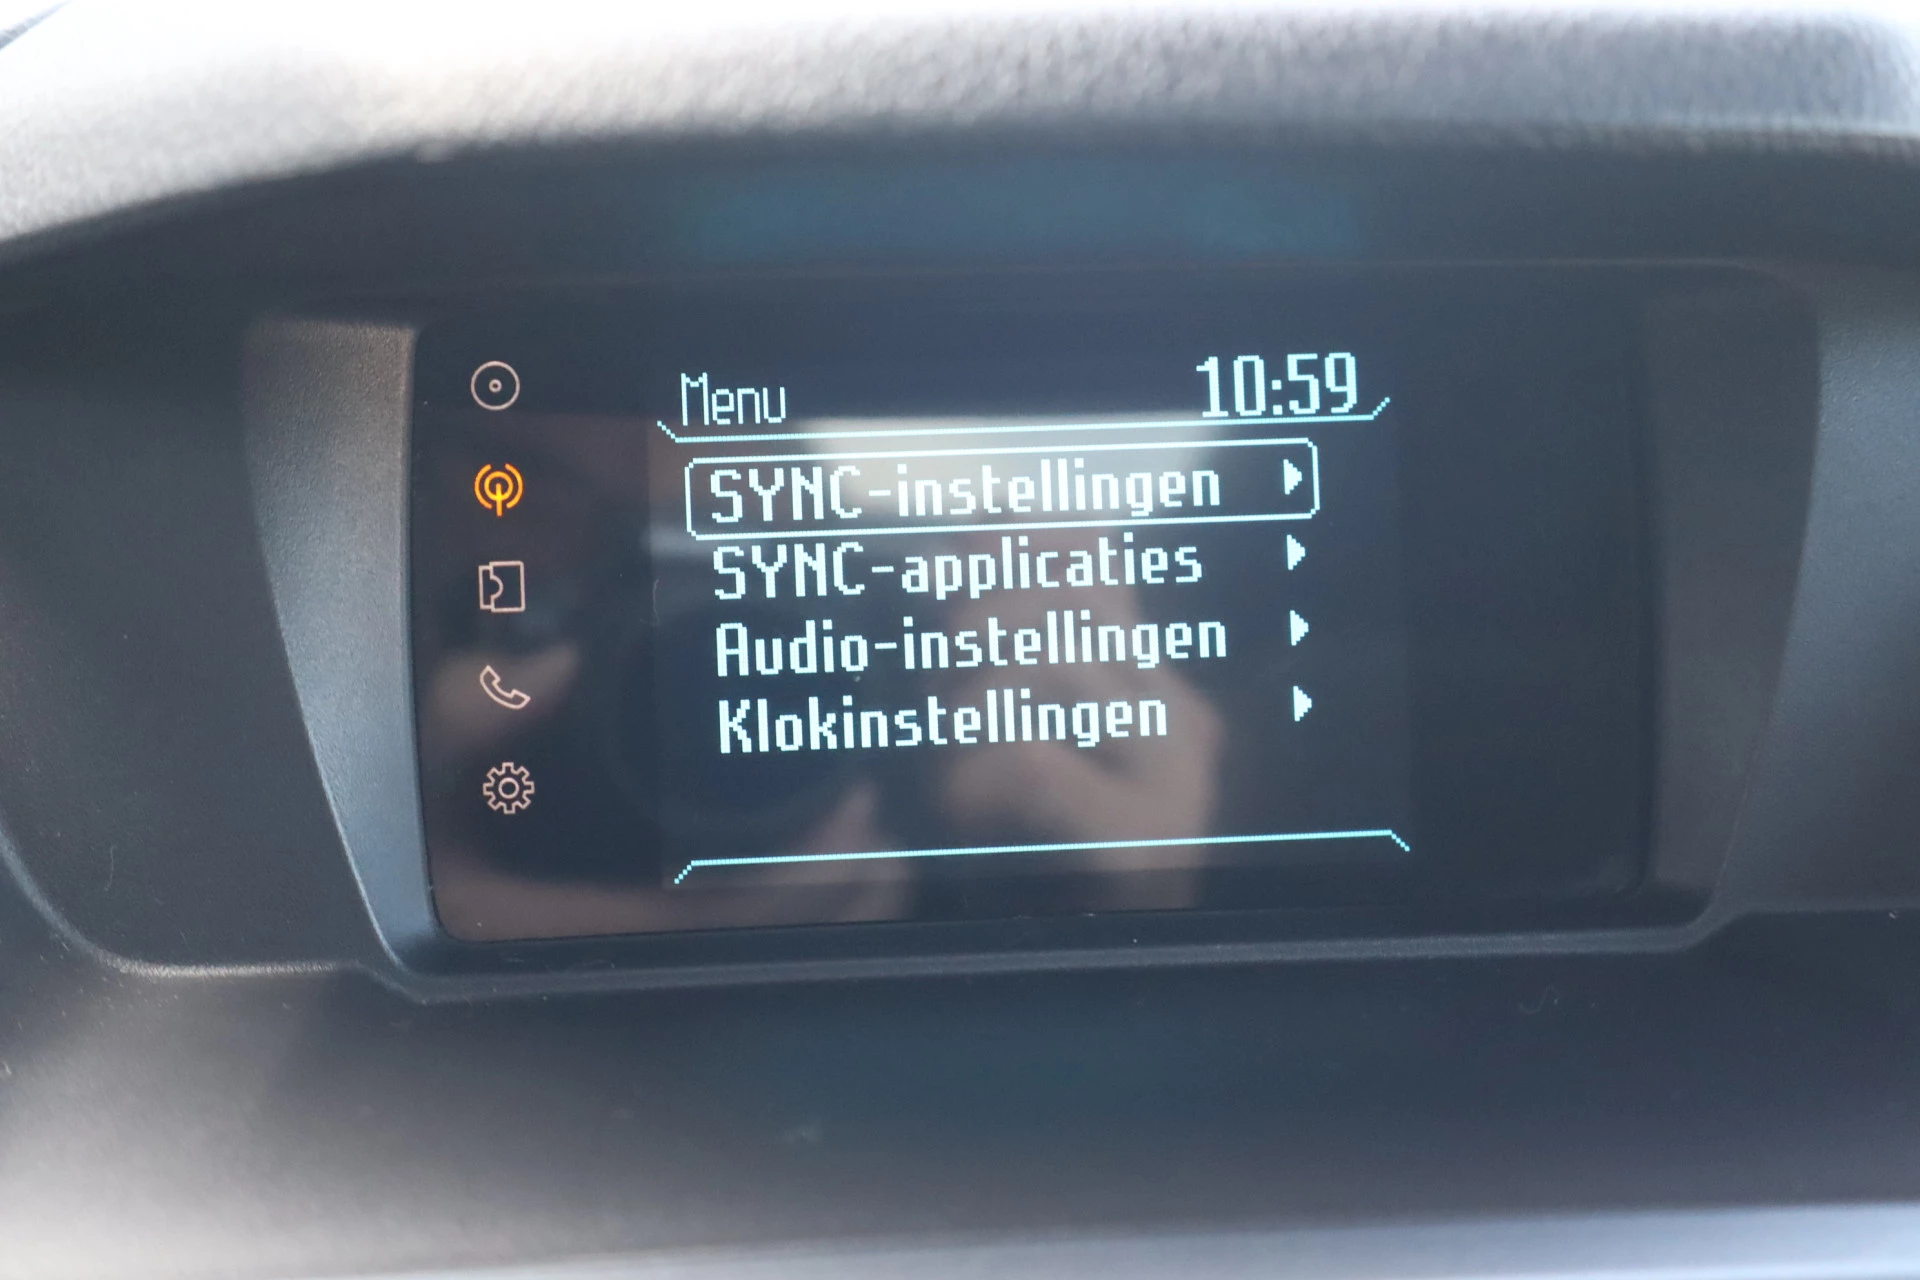 Menu 10:59
SYNC-instellingen
SYNC-applicaties
Audio-instellingen
Klokinstellingen